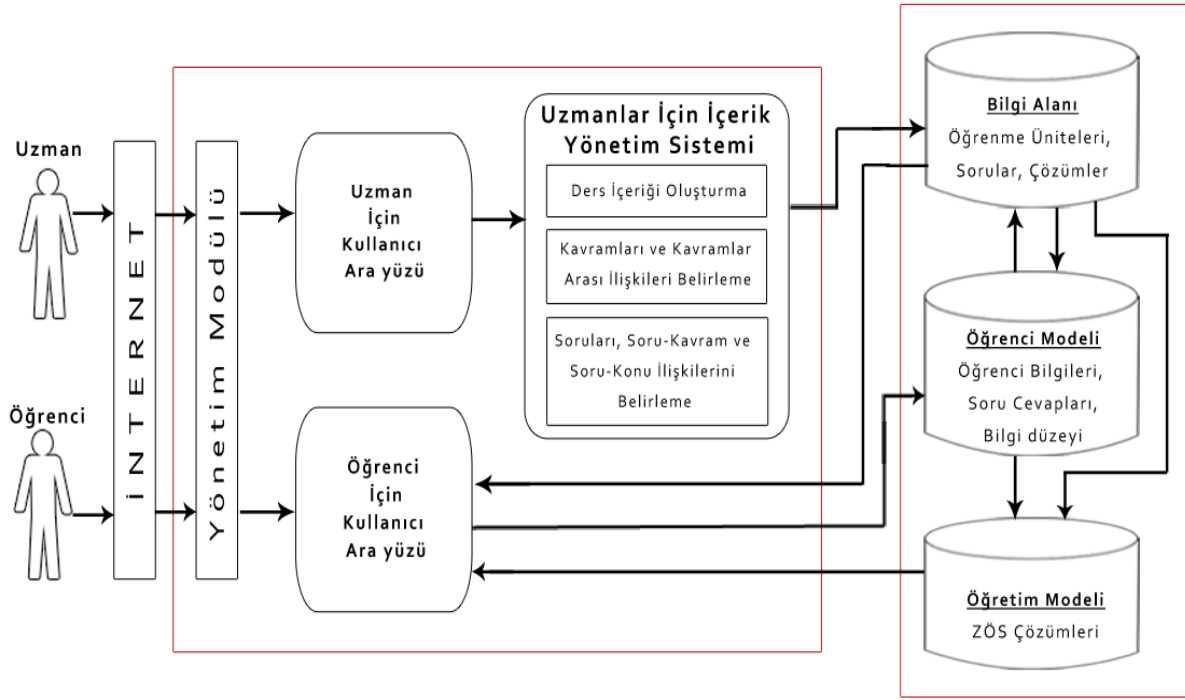 Uzman
Öğrenci
İNTERNET
Yönetim Modülü
Uzman
İçin
Kullanıcı
Ara yüzü
Öğrenci
İçin
Kullanıcı
Ara yüzü
Uzmanlar İçin İçerik
Yönetim Sistemi
Ders İçeriği Oluşturma
Kavramları ve Kavramlar
Arası İlişkileri Belirleme
Soruları, Soru-Kavram ve
Soru-Konu İlişkilerini
Belirleme
Bilgi Alanı
Öğrenme Üniteleri,
Sorular, Çözümler
Öğrenci Modeli
Öğrenci Bilgileri,
Soru Cevapları,
Bilgi düzeyi
Öğretim Modeli
ZÖS Çözümleri